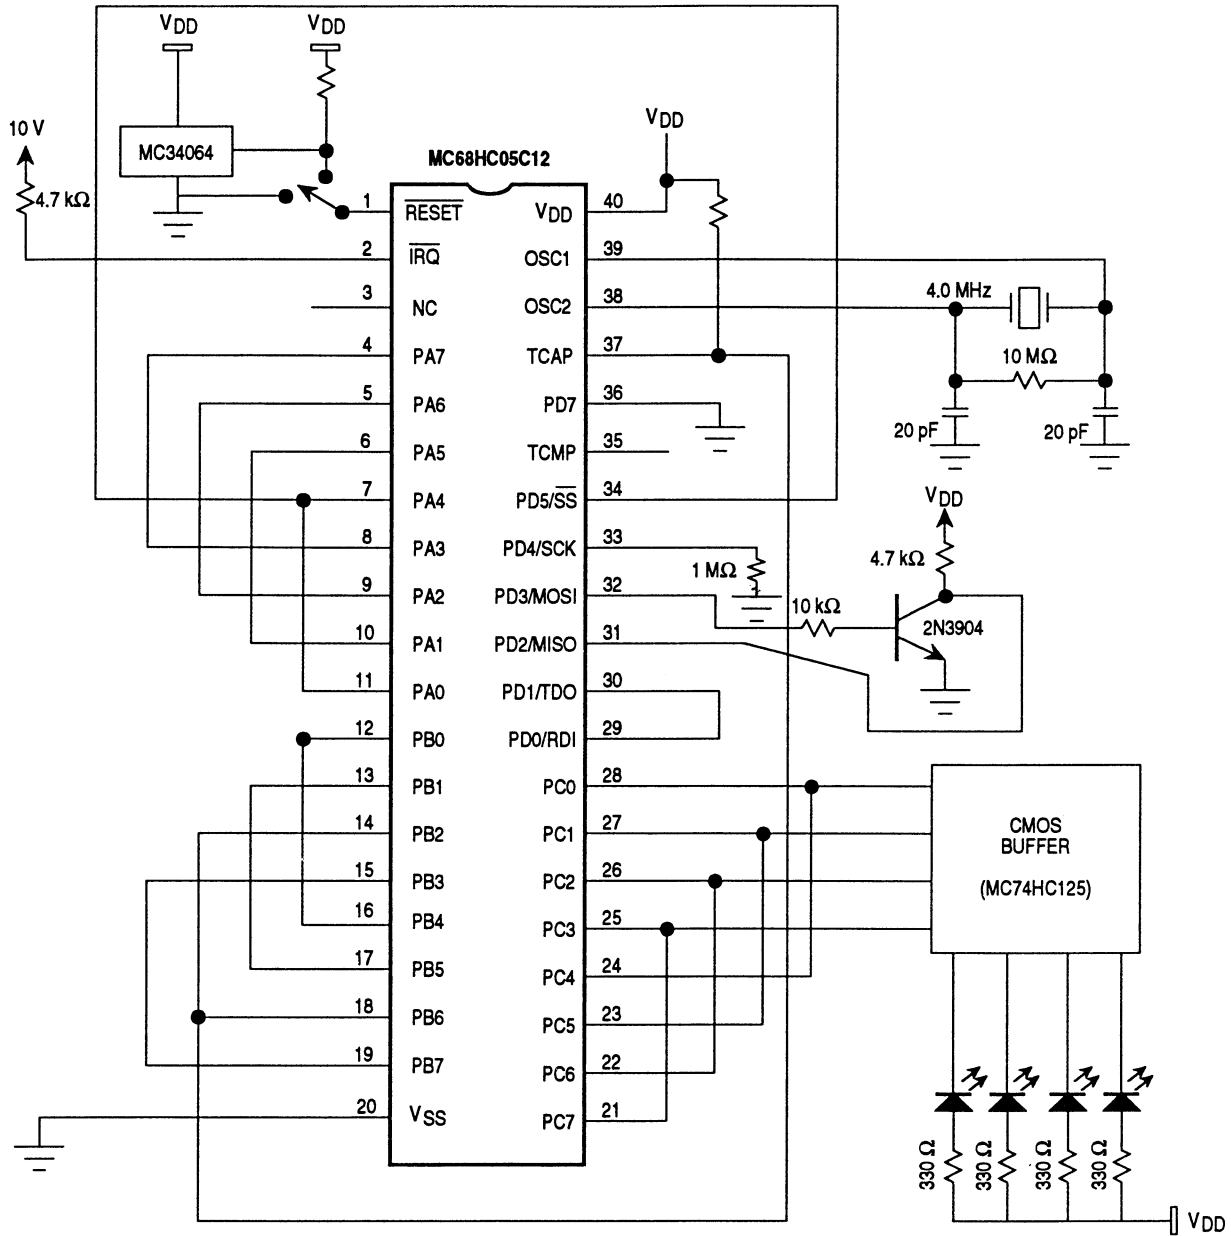 VDD
VDD
10 V
MC34064
4.7 kΩ
MC68HC05C12
VDD
1 RESET
2 IRQ
3 NC
4 PA7
5 PA6
6 PA5
7 PA4
8 PA3
9 PA2
10 PA1
11 PA0
12 PB0
13 PB1
14 PB2
15 PB3
16 PB4
17 PB5
18 PB6
19 PB7
20 VSS
VDD 40
OSC1 39
OSC2 38
TCAP 37
PD7 36
TCMP 35
PD5/SS 34
PD4/SCK 33
PD3/MOSI 32
PD2/MISO 31
PD1/TDO 30
PD0/RDI 29
PC0 28
PC1 27
PC2 26
PC3 25
PC4 24
PC5 23
PC6 22
PC7 21
4.0 MHz
10 MΩ
20 pF
20 pF
VDD
4.7 kΩ
1 MΩ
10 kΩ
2N3904
CMOS
BUFFER
(MC74HC125)
330 Ω
330 Ω
330 Ω
330 Ω
VDD